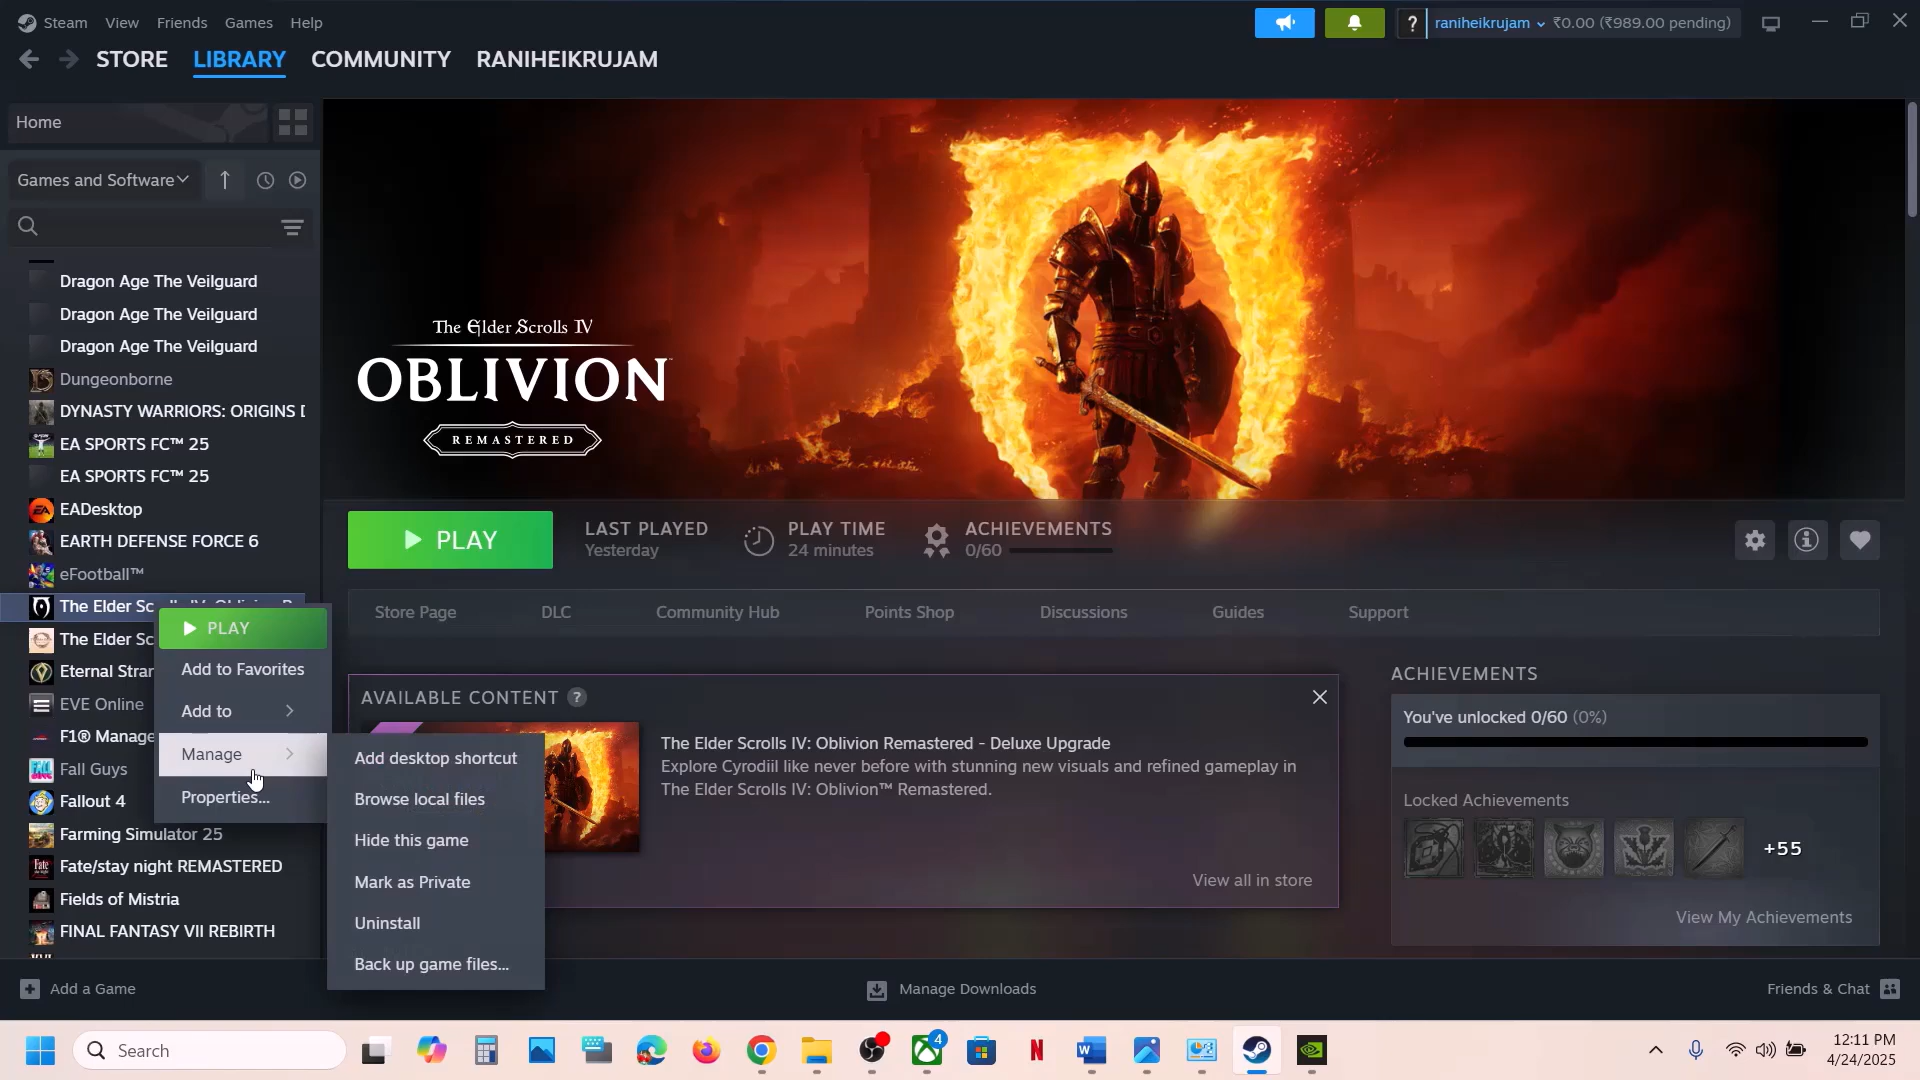 Steam View Friends Games Help
? raniheikrujam ₹0.00 (₹989.00 pending)
STORE LIBRARY COMMUNITY RANIHEIKRUJAM
Home
Games and Software
Dragon Age The Veilguard
Dragon Age The Veilguard
Dragon Age The Veilguard
Dungeonborne
DYNASTY WARRIORS: ORIGINS D
EA SPORTS FC™ 25
EA SPORTS FC™ 25
EADesktop
EARTH DEFENSE FORCE 6
eFootball™
The Elder Scrolls IV: Oblivion R
The Elder Sc
Eternal Stran
EVE Online
F1® Manage
Fall Guys
Fallout 4
Farming Simulator 25
Fate/stay night REMASTERED
Fields of Mistria
FINAL FANTASY VII REBIRTH
PLAY
Add to Favorites
Add to
Manage
Properties...
Add desktop shortcut
Browse local files
Hide this game
Mark as Private
Uninstall
Back up game files...
The Elder Scrolls IV
OBLIVION™
REMASTERED
PLAY
LAST PLAYED
Yesterday
PLAY TIME
24 minutes
ACHIEVEMENTS
0/60
Store Page DLC Community Hub Points Shop Discussions Guides Support
AVAILABLE CONTENT ?
The Elder Scrolls IV: Oblivion Remastered - Deluxe Upgrade
Explore Cyrodiil like never before with stunning new visuals and refined gameplay in
The Elder Scrolls IV: Oblivion™ Remastered.
View all in store
ACHIEVEMENTS
You've unlocked 0/60 (0%)
Locked Achievements
+55
View My Achievements
Add a Game
Manage Downloads
Friends & Chat
Search
4
12:11 PM
4/24/2025